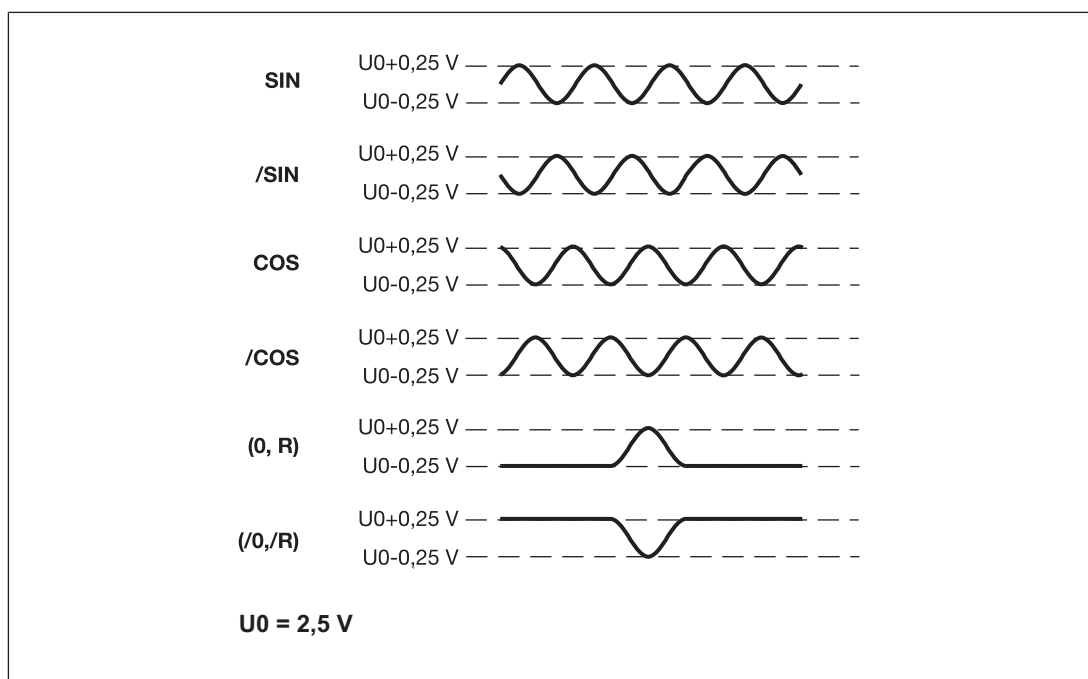 U0+0,25 V
SIN
U0-0,25 V
U0+0,25 V
/SIN
U0-0,25 V
U0+0,25 V
COS
U0-0,25 V
U0+0,25 V
/COS
U0-0,25 V
U0+0,25 V
(0, R)
U0-0,25 V
U0+0,25 V
(/0,/R)
U0-0,25 V
U0 = 2,5 V